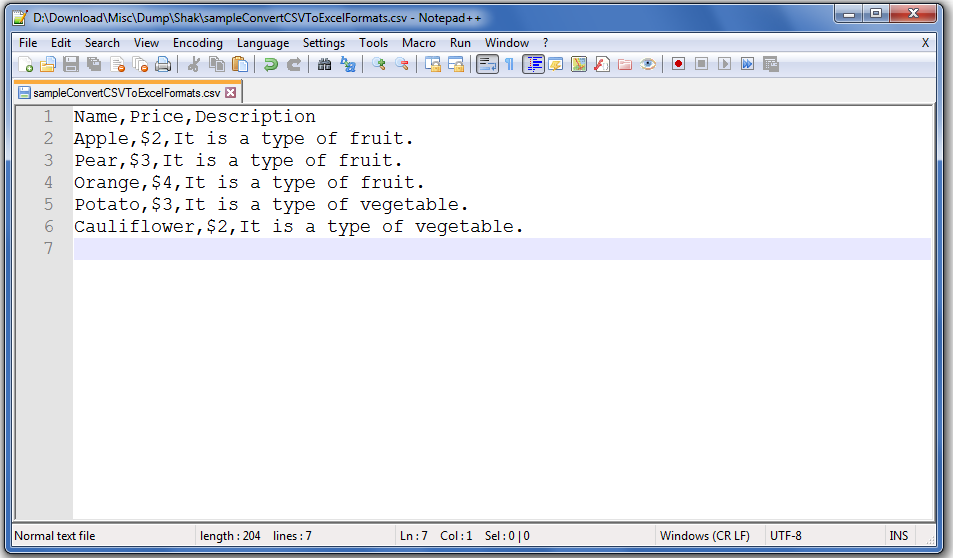 D:\Download\Misc\Dump\Shak\sampleConvertCSVToExcelFormats.csv - Notepad++
File Edit Search View Encoding Language Settings Tools Macro Run Window ? X
sampleConvertCSVToExcelFormats.csv
1 Name,Price,Description
2 Apple,$2,It is a type of fruit.
3 Pear,$3,It is a type of fruit.
4 Orange,$4,It is a type of fruit.
5 Potato,$3,It is a type of vegetable.
6 Cauliflower,$2,It is a type of vegetable.
7
Normal text file length : 204 lines : 7 Ln : 7 Col : 1 Sel : 0 | 0 Windows (CR LF) UTF-8 INS